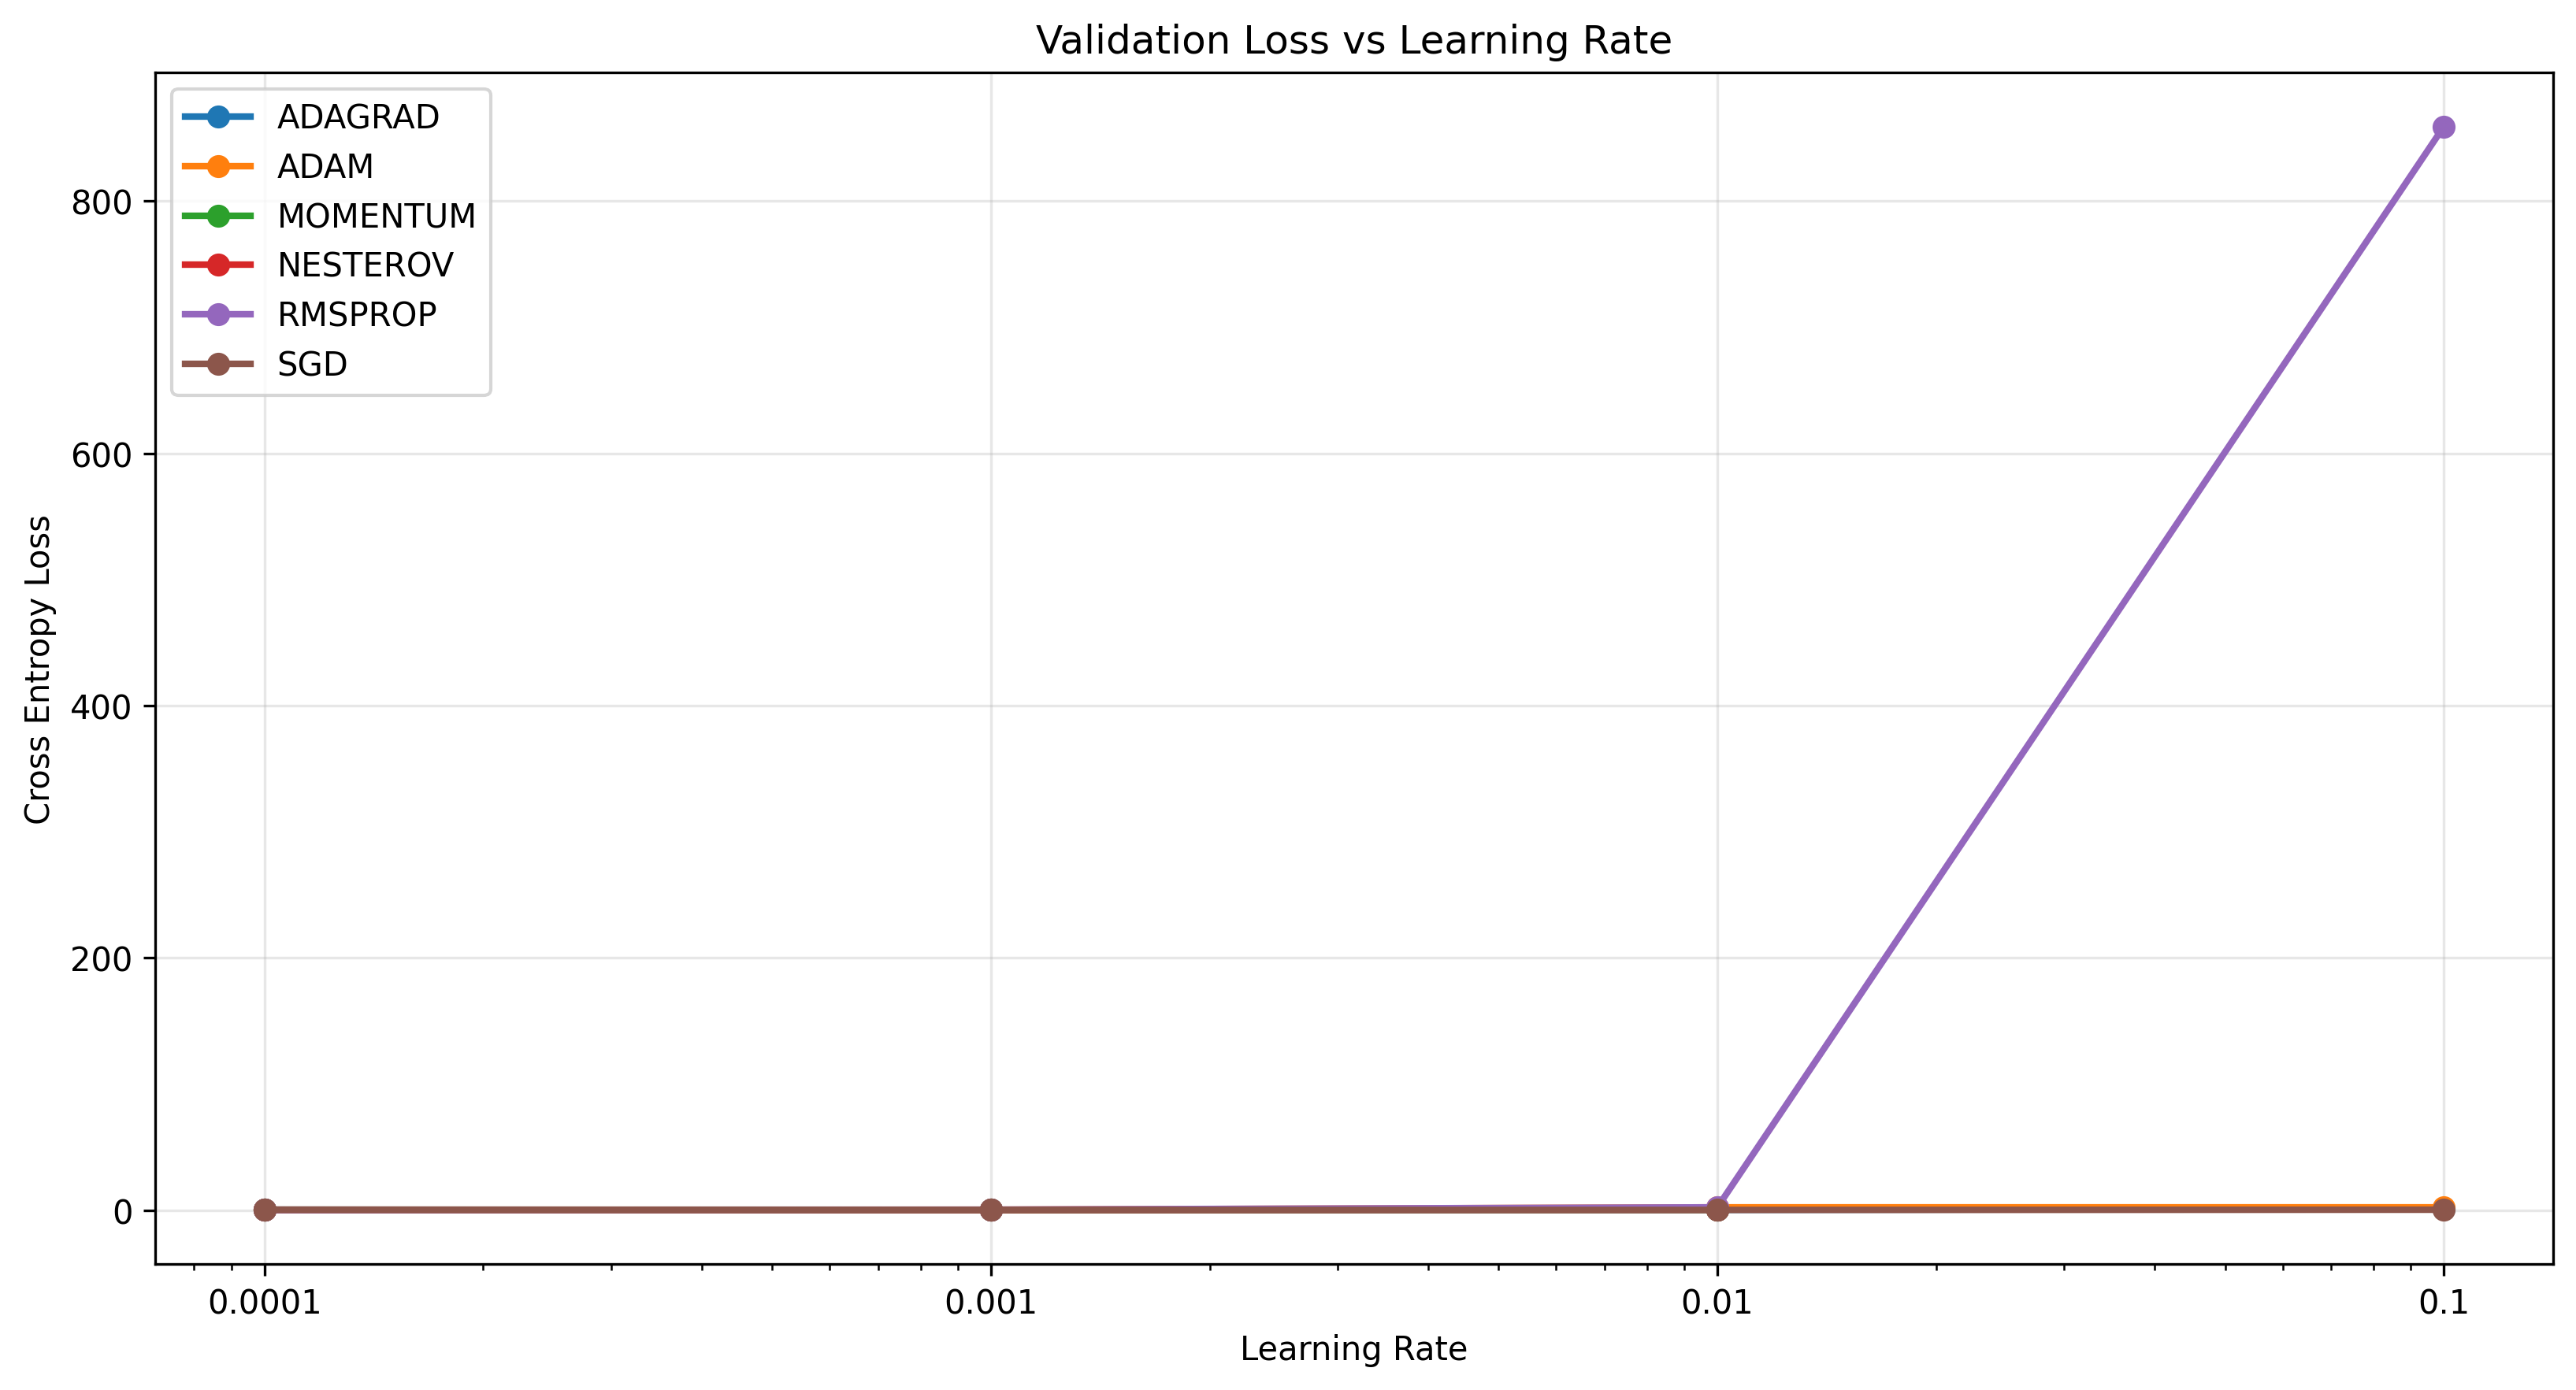 Validation Loss vs Learning Rate
ADAGRAD
ADAM
MOMENTUM
NESTEROV
RMSPROP
SGD
Cross Entropy Loss
800
600
400
200
0
0.0001 0.001 0.01 0.1
Learning Rate